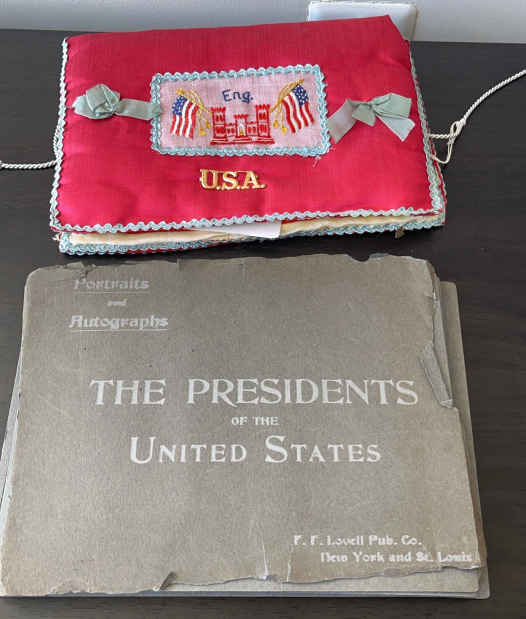 Eng.
U.S.A.
Portraits
and
Autographs
THE PRESIDENTS
OF THE
UNITED STATES
F. F. Lovell Pub. Co.
New York and St. Louis